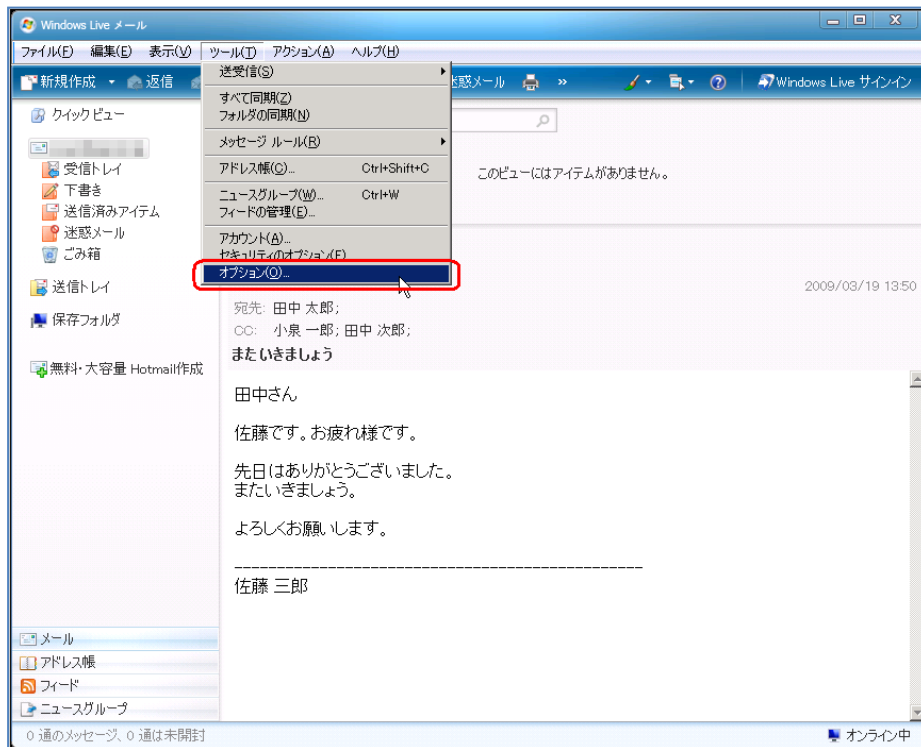 Windows Live メール
ファイル(F) 編集(E) 表示(V) ツール(T) アクション(A) ヘルプ(H)
新規作成 返信 迷惑メール » Windows Live サインイン
送受信(S)
すべて同期(Z)
フォルダの同期(N)
メッセージ ルール(R)
アドレス帳(C)... Ctrl+Shift+C
ニュースグループ(W)... Ctrl+W
フィードの管理(E)...
アカウント(A)...
セキュリティのオプション(F)
オプション(O)...
クイック ビュー
受信トレイ
下書き
送信済みアイテム
迷惑メール
ごみ箱
送信トレイ
保存フォルダ
無料・大容量 Hotmail作成
このビューにはアイテムがありません。
2009/03/19 13:50
宛先: 田中 太郎;
CC: 小泉 一郎; 田中 次郎;
またいきましょう
田中さん
佐藤です。お疲れ様です。
先日はありがとうございました。
またいきましょう。
よろしくお願いします。
佐藤 三郎
メール
アドレス帳
フィード
ニュースグループ
0 通のメッセージ、0 通は未開封
オンライン中